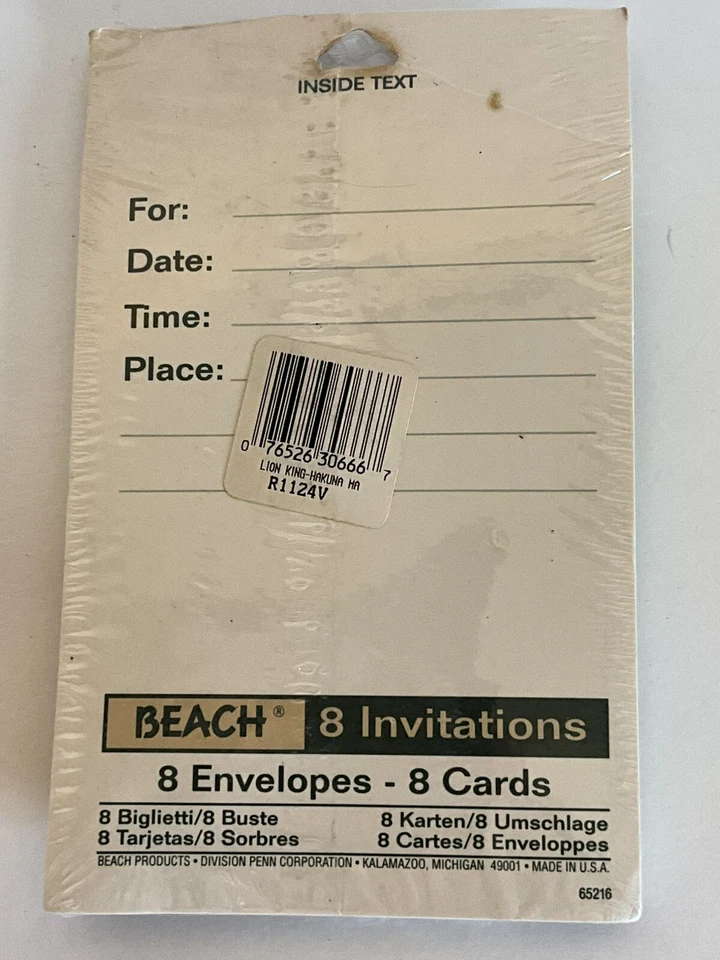 INSIDE TEXT
For:
Date:
Time:
Place:
0 76526 30666 7
LION KING-HAKUNA MA
R1124V
BEACH® 8 Invitations
8 Envelopes - 8 Cards
8 Biglietti/8 Buste 8 Karten/8 Umschlage
8 Tarjetas/8 Sorbres 8 Cartes/8 Enveloppes
BEACH PRODUCTS • DIVISION PENN CORPORATION • KALAMAZOO, MICHIGAN 49001 • MADE IN U.S.A.
65216